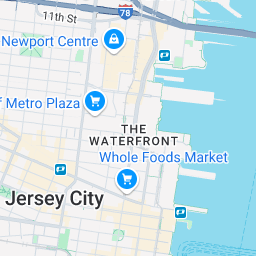 11th St
78
Newport Centre
f Metro Plaza
THE
WATERFRONT
Whole Foods Market
Jersey City